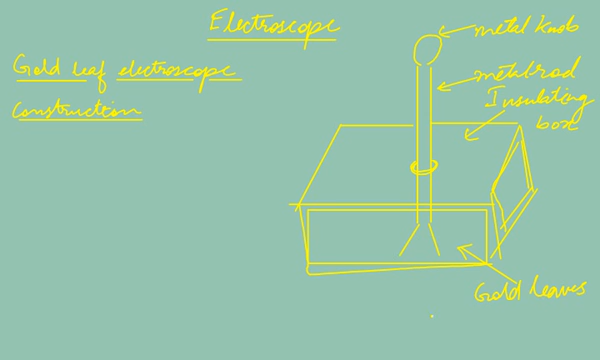 Electroscope
Gold leaf electroscope
Construction
metal knob
metal rod
Insulating
box
Gold leaves